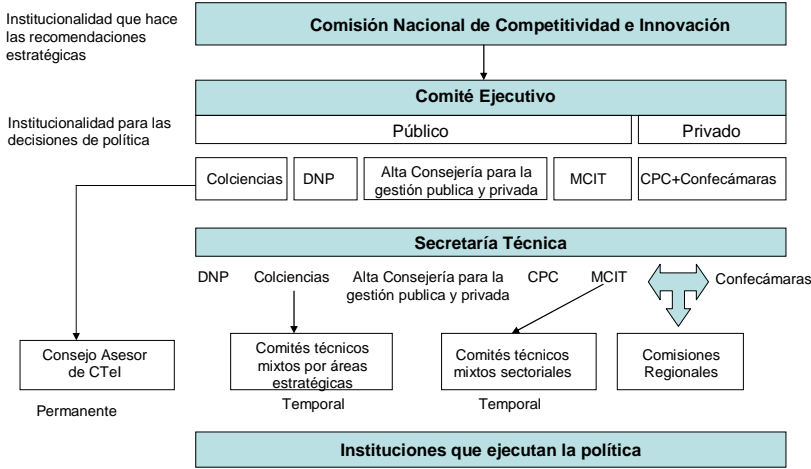 Institucionalidad que hace
las recomendaciones
estratégicas
Comisión Nacional de Competitividad e Innovación
Comité Ejecutivo
Institucionalidad para las
decisiones de política
Público
Privado
Colciencias
DNP
Alta Consejería para la
gestión publica y privada
MCIT
CPC+Confecámaras
Secretaría Técnica
DNP
Colciencias
Alta Consejería para la
gestión publica y privada
CPC
MCIT
Confecámaras
Consejo Asesor
de CTeI
Permanente
Comités técnicos
mixtos por áreas
estratégicas
Temporal
Comités técnicos
mixtos sectoriales
Temporal
Comisiones
Regionales
Instituciones que ejecutan la política